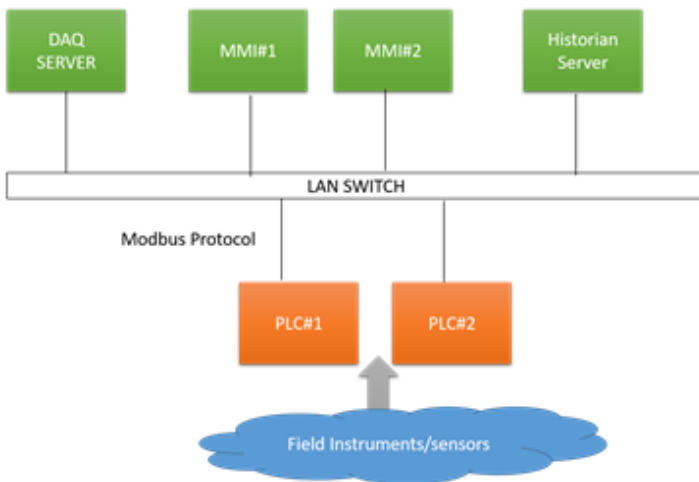 DAQ
SERVER
MMI#1
MMI#2
Historian
Server
LAN SWITCH
Modbus Protocol
PLC#1
PLC#2
Field Instruments/sensors